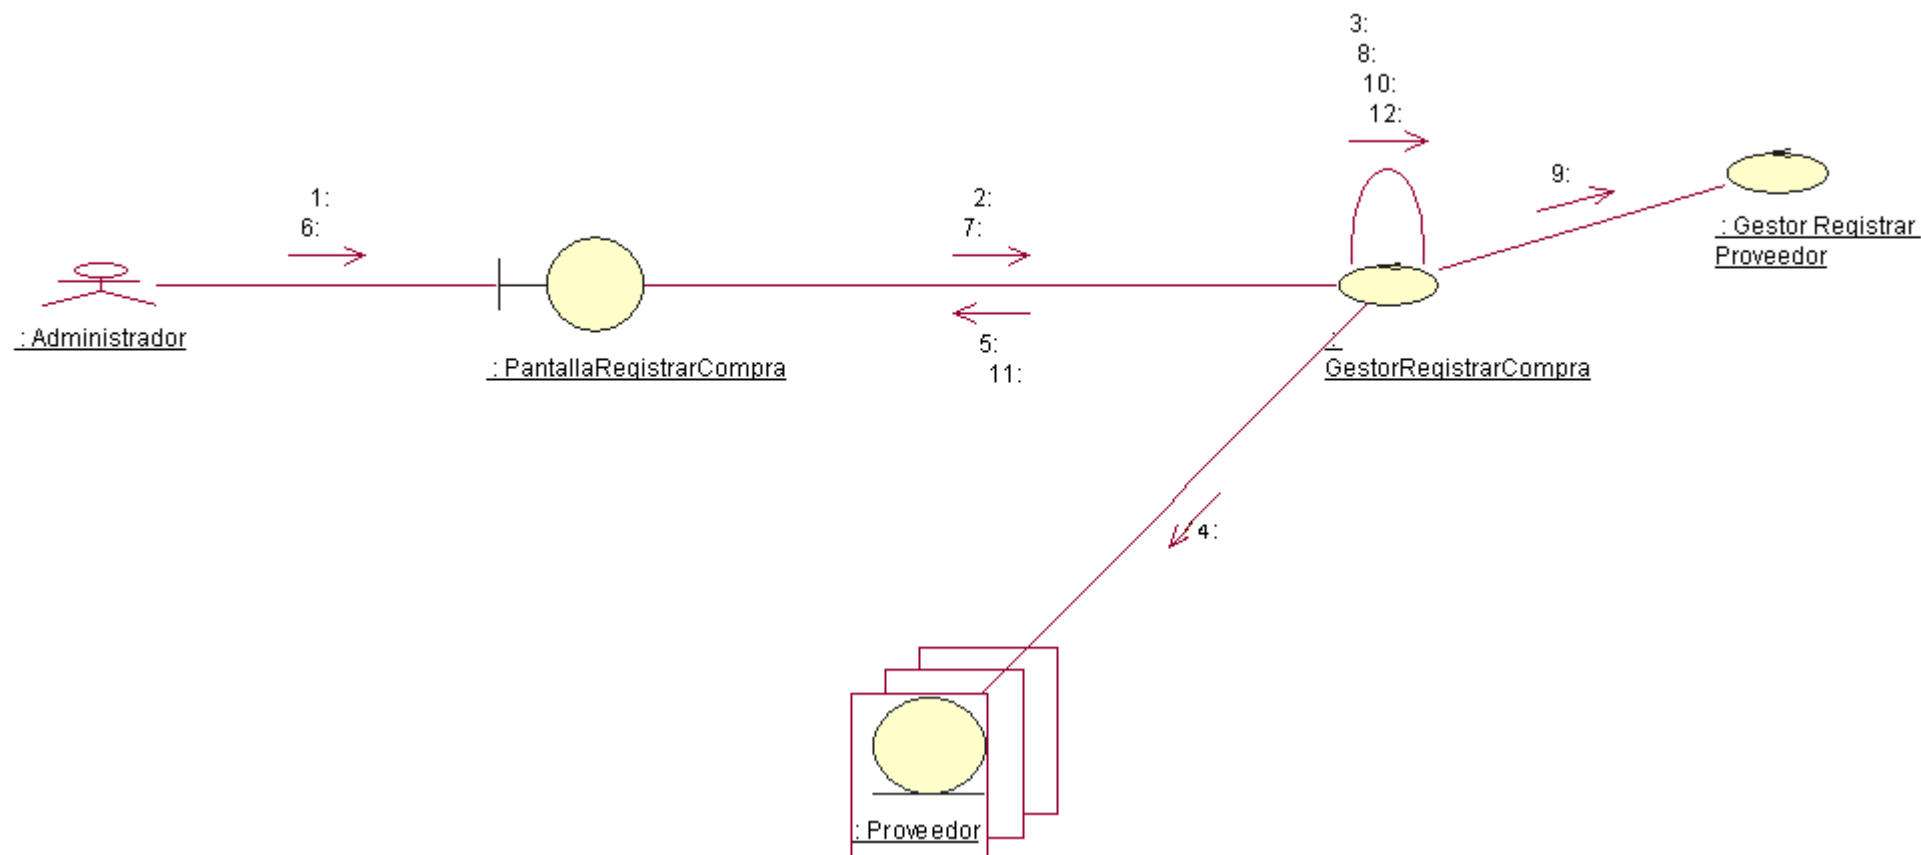 3:
8:
10:
12:
1:
6:
2:
7:
9:
: Gestor Registrar
Proveedor
: Administrador
: PantallaRegistrarCompra
5:
11:
:
GestorRegistrarCompra
4:
: Proveedor